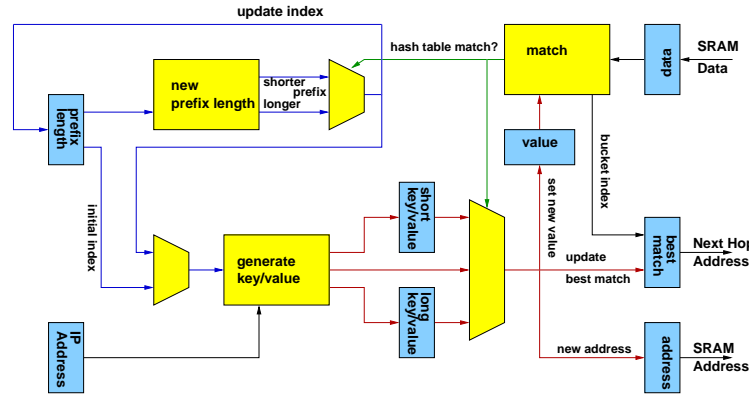 update index
hash table match?
match
data
SRAM
Data
new
prefix length
shorter
prefix
longer
prefix
length
value
bucket index
set new value
initial index
short
key/value
generate
key/value
long
key/value
update
best match
best
match
Next Hop
Address
IP
Address
new address
address
SRAM
Address